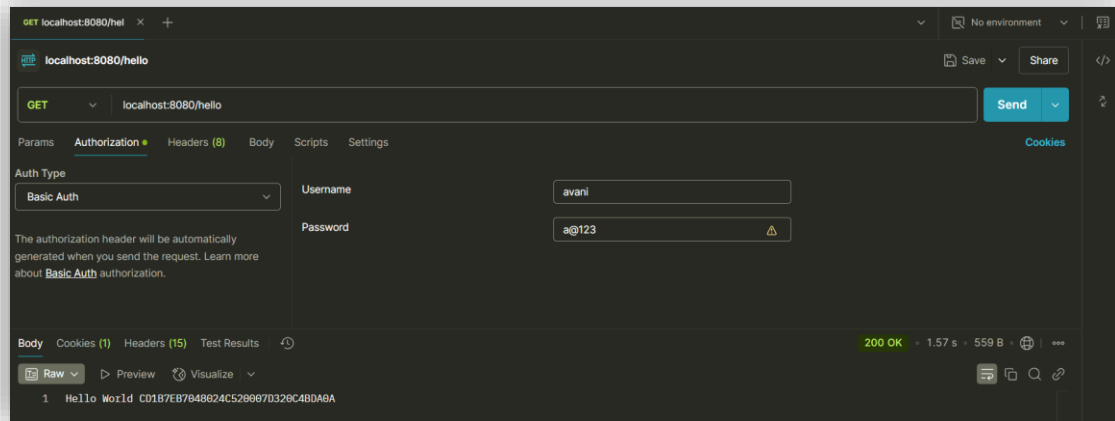 GET localhost:8080/hel
No environment
HTTP localhost:8080/hello
Save
Share
GET localhost:8080/hello
Send
Params Authorization Headers (8) Body Scripts Settings
Cookies
Auth Type
Basic Auth
Username avani
Password a@123
The authorization header will be automatically
generated when you send the request. Learn more
about Basic Auth authorization.
Body Cookies (1) Headers (15) Test Results
200 OK • 1.57 s • 559 B
Raw Preview Visualize
1 Hello World CD1B7EB7048024C520007D320C4BDA0A